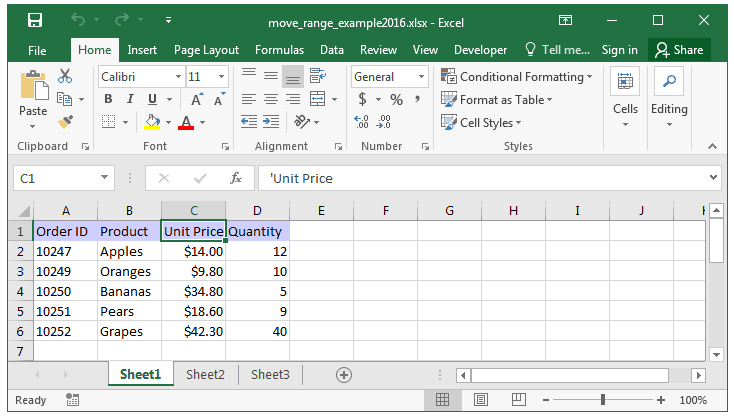 move_range_example2016.xlsx - Excel
File Home Insert Page Layout Formulas Data Review View Developer Tell me... Sign in Share
Calibri 11 General Conditional Formatting
Paste B I U A A $ % , Format as Table Cells Editing
A .00 .00 Cell Styles
Clipboard Font Alignment Number Styles
C1 fx 'Unit Price
A B C D E F G H I J
1 Order ID Product Unit Price Quantity
2 10247 Apples $14.00 12
3 10249 Oranges $9.80 10
4 10250 Bananas $34.80 5
5 10251 Pears $18.60 9
6 10252 Grapes $42.30 40
7
Sheet1 Sheet2 Sheet3
Ready 100%